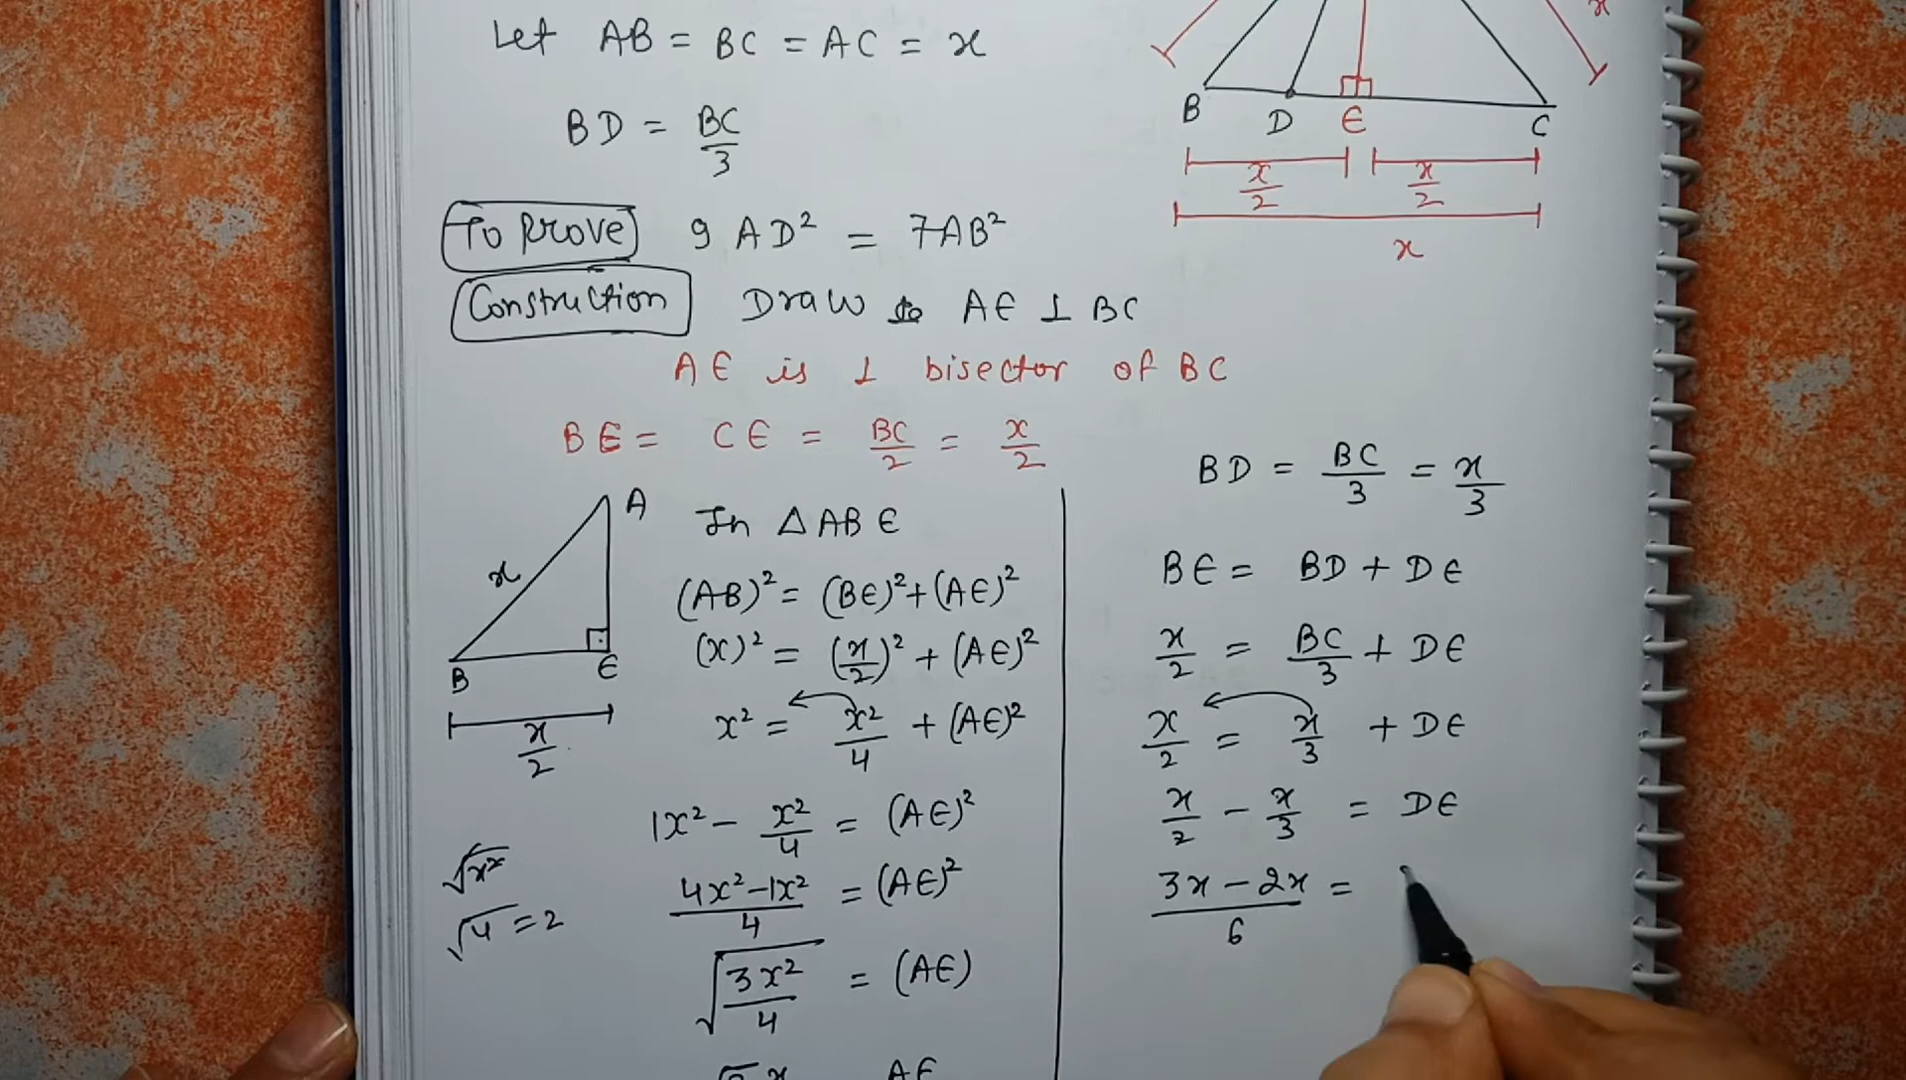 Let AB = BC = AC = x
x
BD = BC/3
B D E C
x/2 x/2
x
To prove 9 AD² = 7AB²
Construction Draw AE ⊥ BC
AE is ⊥ bisector of BC
BE = CE = BC/2 = x/2
A
x
B E
x/2
In △ ABE
(AB)² = (BE)² + (AE)²
(x)² = (x/2)² + (AE)²
x² = x²/4 + (AE)²
1x² - x²/4 = (AE)²
4x² - 1x²/4 = (AE)²
√3x²/4 = (AE)
√x²
√4 = 2
BD = BC/3 = x/3
BE = BD + DE
x/2 = BC/3 + DE
x/2 = x/3 + DE
x/2 - x/3 = DE
3x - 2x/6 =